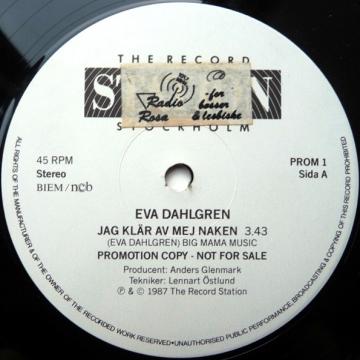 THE RECORD
Radio
Rosa
for
bøsser
& lesbiske
STOCKHOLM
45 RPM
Stereo
BIEM/ncb
PROM 1
Sida A
EVA DAHLGREN
JAG KLÄR AV MEJ NAKEN 3.43
(EVA DAHLGREN) BIG MAMA MUSIC
PROMOTION COPY - NOT FOR SALE
Producent: Anders Glenmark
Tekniker: Lennart Östlund
℗ & © 1987 The Record Station
ALL RIGHTS OF THE MANUFACTURER & OF THE OWNER OF THE RECORDED WORK RESERVED•UNAUTHORISED PUBLIC PERFORMANCE, BROADCASTING & COPYING OF THIS RECORD PROHIBITED